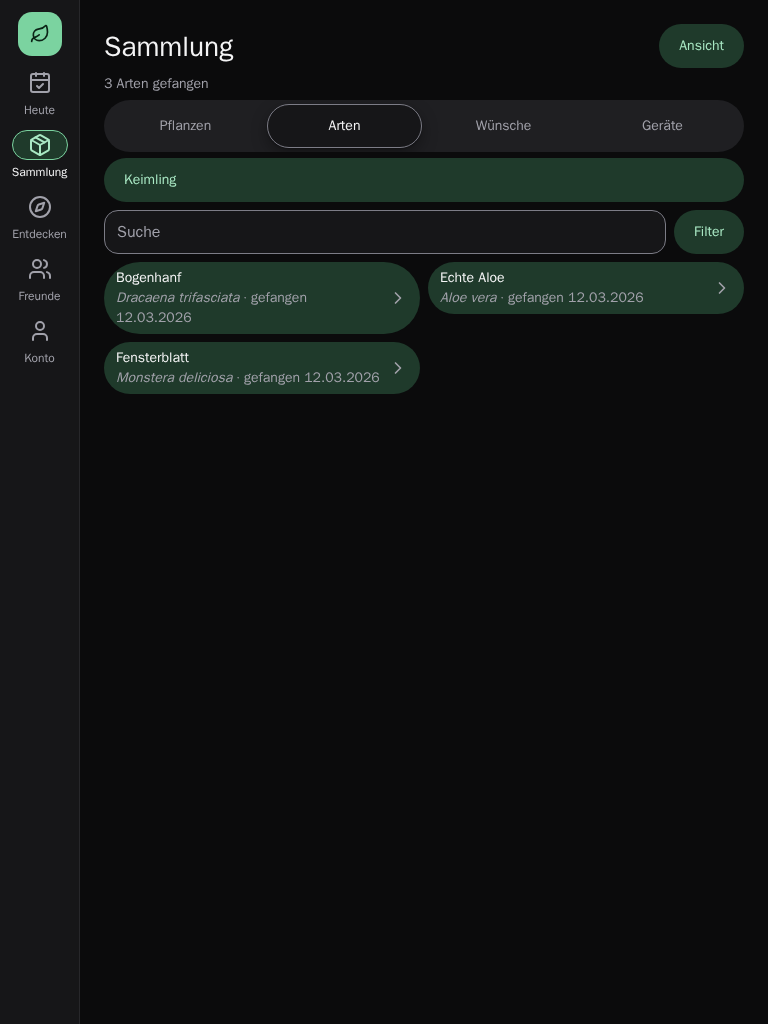 Heute
Sammlung
Entdecken
Freunde
Konto
Sammlung
Ansicht
3 Arten gefangen
Pflanzen
Arten
Wünsche
Geräte
Keimling
Suche
Filter
Bogenhanf
Dracaena trifasciata · gefangen
12.03.2026
Echte Aloe
Aloe vera · gefangen 12.03.2026
Fensterblatt
Monstera deliciosa · gefangen 12.03.2026